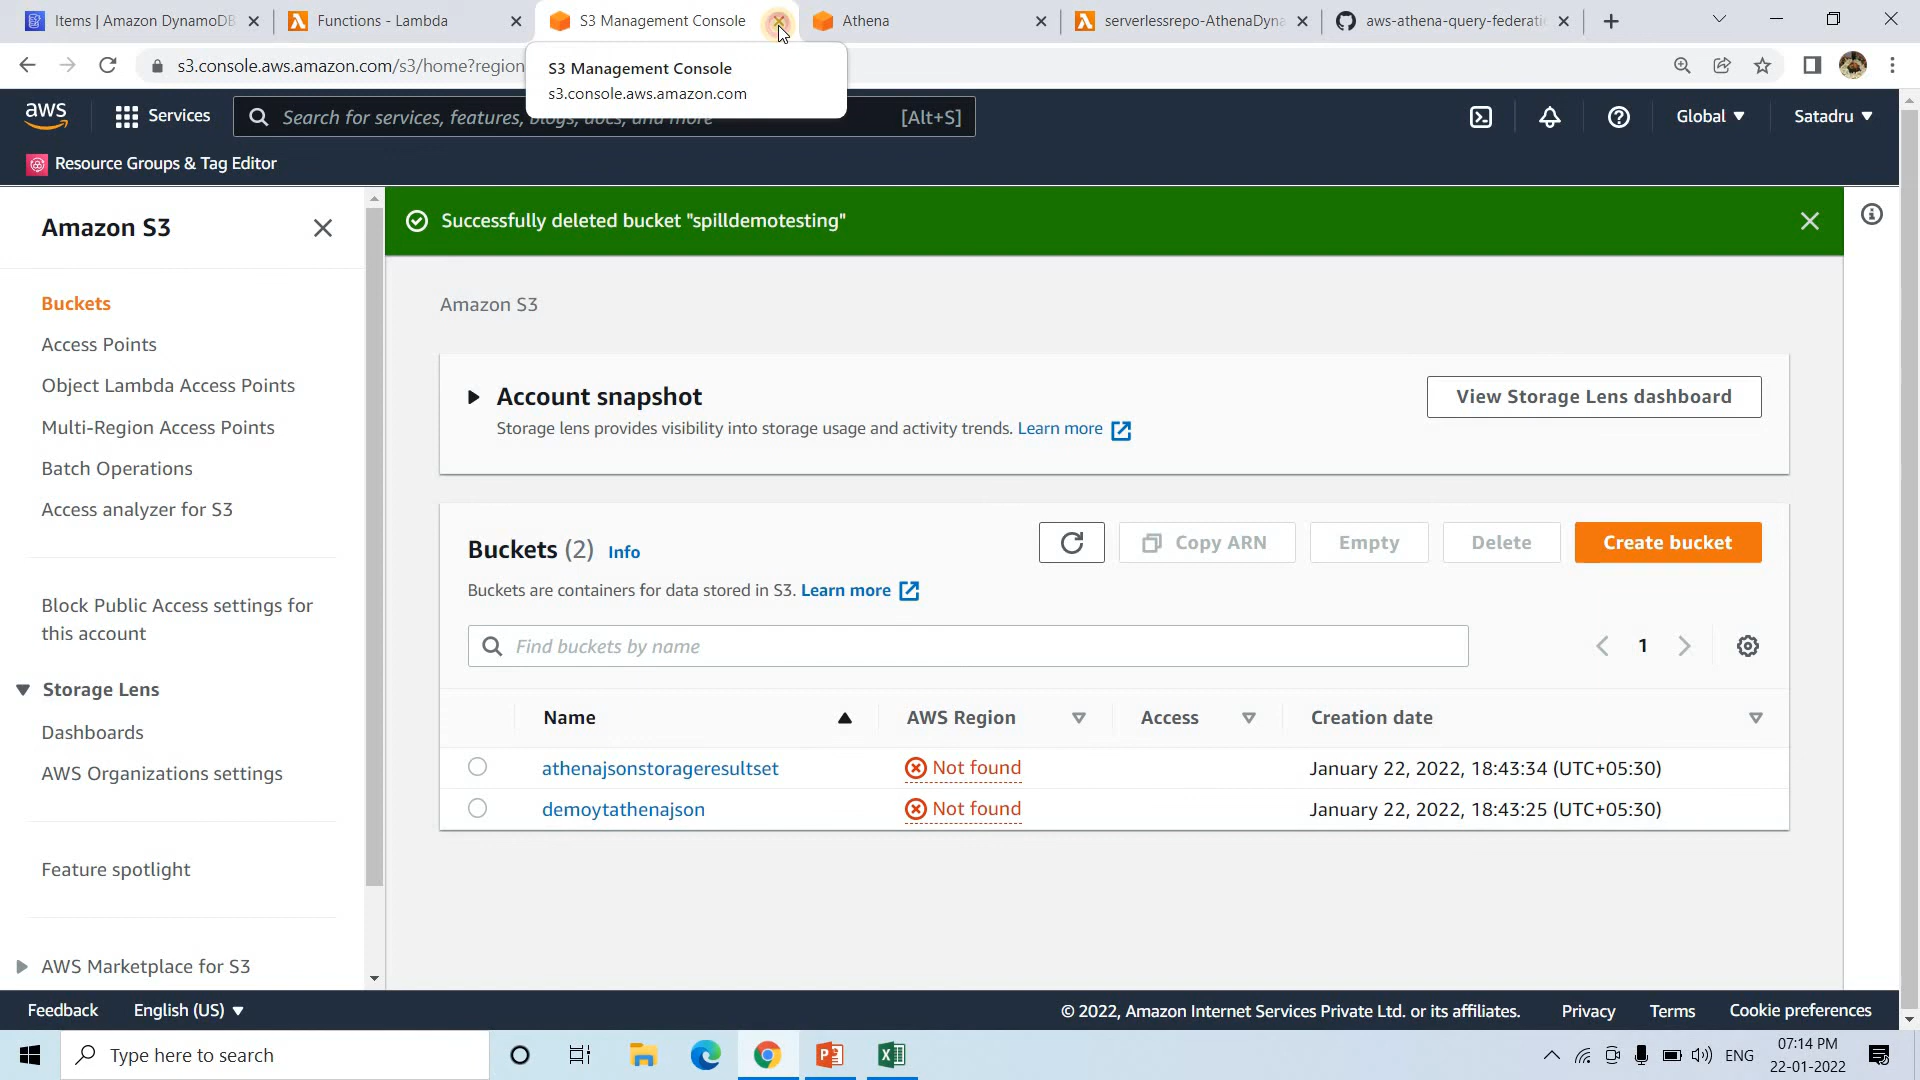 Items | Amazon DynamoDB
Functions - Lambda
S3 Management Console
Athena
serverlessrepo-AthenaDyna
aws-athena-query-federati
s3.console.aws.amazon.com/s3/home?region
S3 Management Console
s3.console.aws.amazon.com
aws
Services
Search for services, features, blogs, docs, and more
[Alt+S]
Global
Satadru
Resource Groups & Tag Editor
Amazon S3
Buckets
Access Points
Object Lambda Access Points
Multi-Region Access Points
Batch Operations
Access analyzer for S3
Block Public Access settings for
this account
Storage Lens
Dashboards
AWS Organizations settings
Feature spotlight
AWS Marketplace for S3
Successfully deleted bucket "spilldemotesting"
Amazon S3
Account snapshot
Storage lens provides visibility into storage usage and activity trends. Learn more
View Storage Lens dashboard
Buckets (2) Info
Copy ARN
Empty
Delete
Create bucket
Buckets are containers for data stored in S3. Learn more
Find buckets by name
1
Name
AWS Region
Access
Creation date
athenajsonstorageresultset
Not found
January 22, 2022, 18:43:34 (UTC+05:30)
demoytathenajson
Not found
January 22, 2022, 18:43:25 (UTC+05:30)
Feedback
English (US)
© 2022, Amazon Internet Services Private Ltd. or its affiliates.
Privacy
Terms
Cookie preferences
Type here to search
ENG
07:14 PM
22-01-2022